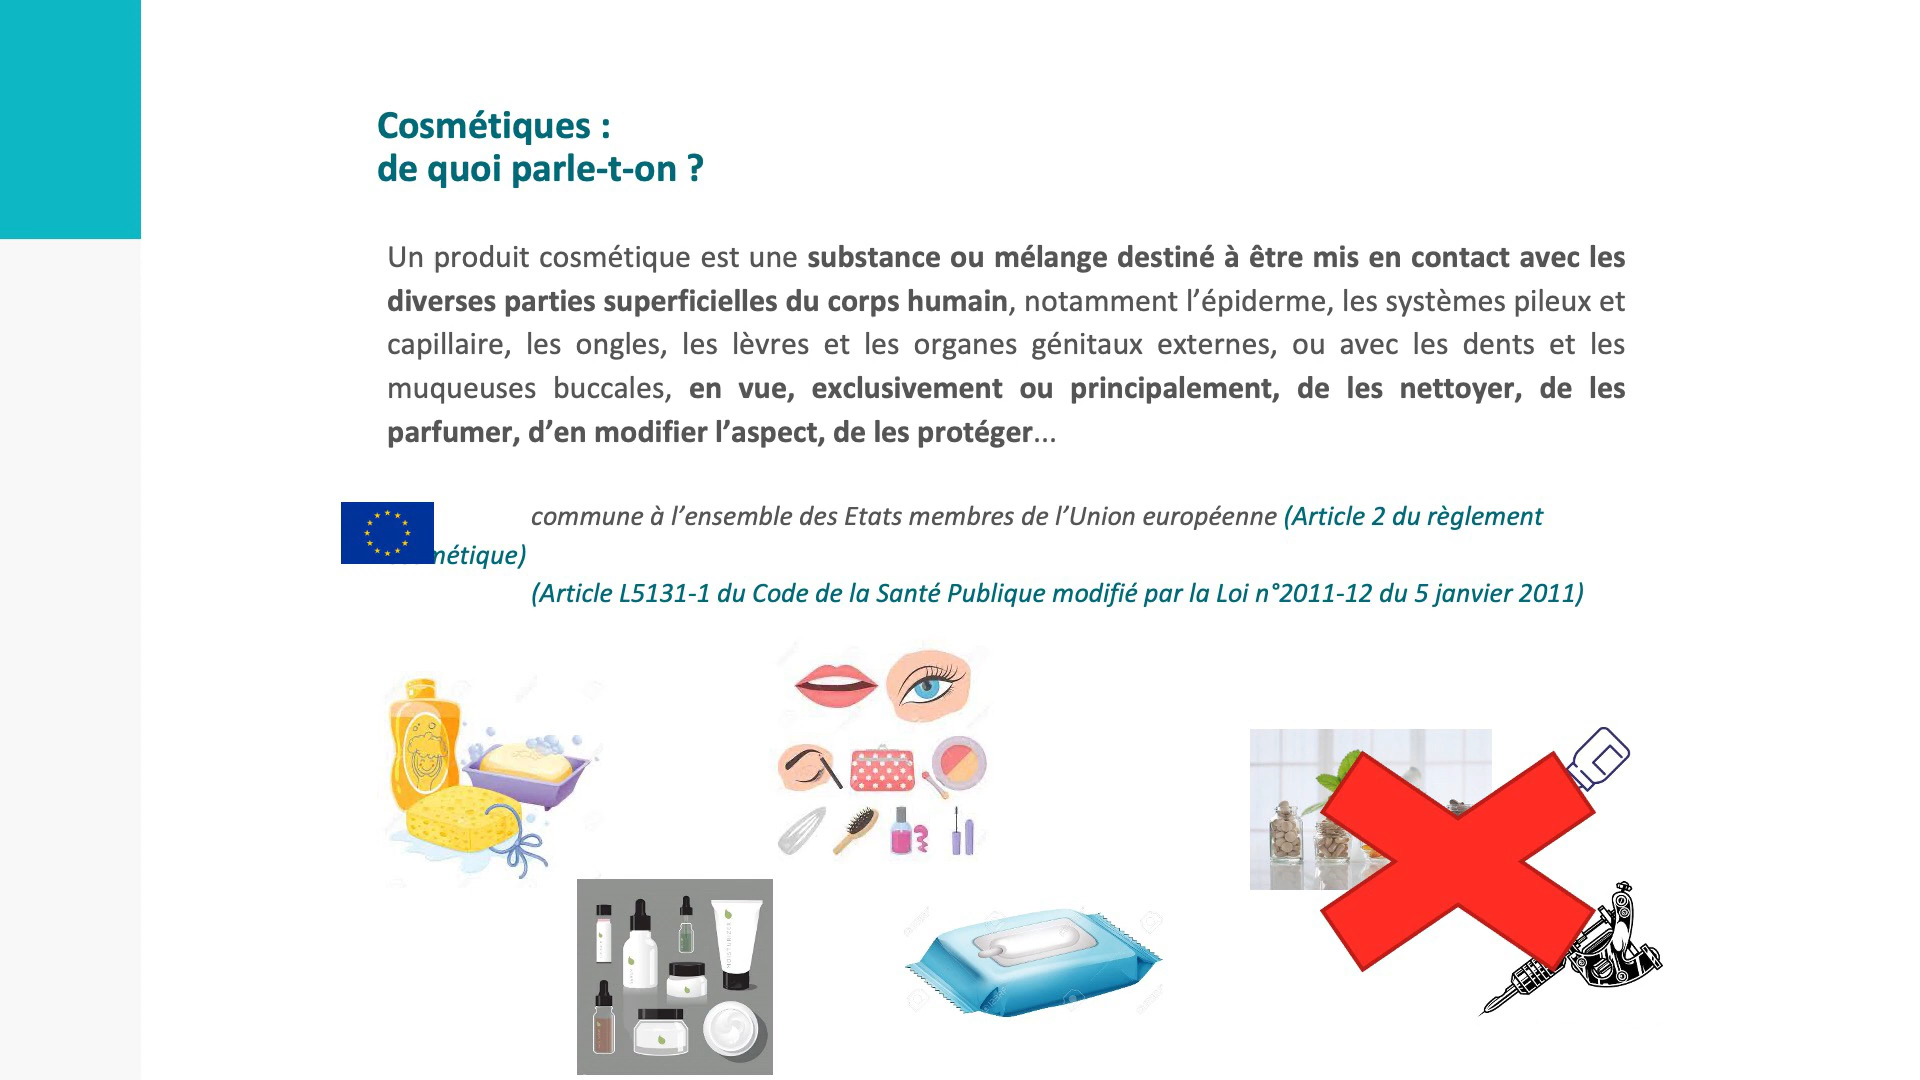 Cosmétiques :
de quoi parle-t-on ?
Un produit cosmétique est une substance ou mélange destiné à être mis en contact avec les
diverses parties superficielles du corps humain, notamment l’épiderme, les systèmes pileux et
capillaire, les ongles, les lèvres et les organes génitaux externes, ou avec les dents et les
muqueuses buccales, en vue, exclusivement ou principalement, de les nettoyer, de les
parfumer, d’en modifier l’aspect, de les protéger...
commune à l’ensemble des Etats membres de l’Union européenne (Article 2 du règlement
métique)
(Article L5131-1 du Code de la Santé Publique modifié par la Loi n°2011-12 du 5 janvier 2011)
MOISTURIZER